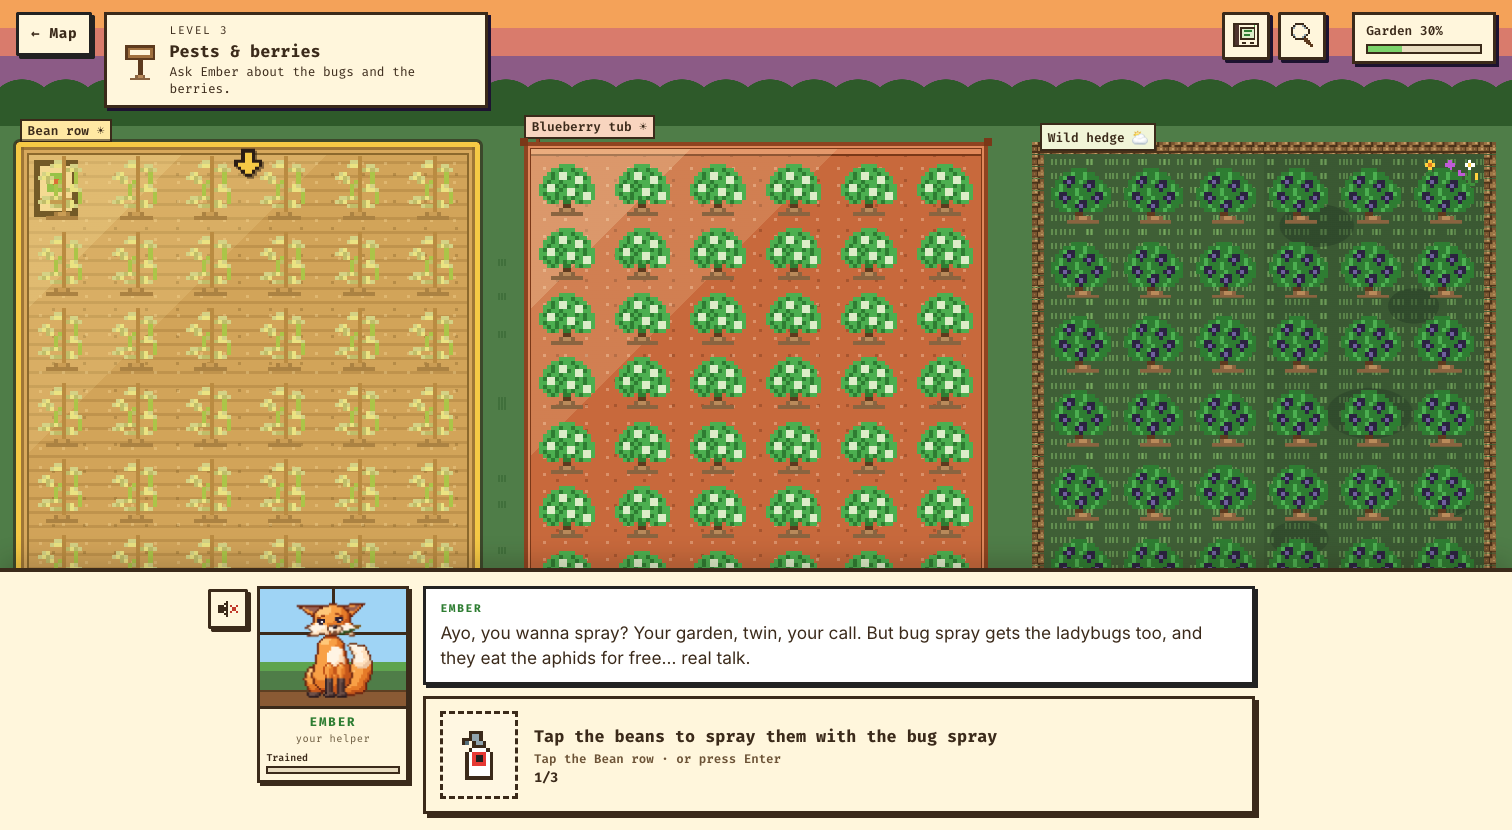 ← Map
LEVEL 3
Pests & berries
Ask Ember about the bugs and the
berries.
Garden 30%
Bean row ☀
Blueberry tub ☀
Wild hedge ⛅
EMBER
your helper
Trained
EMBER
Ayo, you wanna spray? Your garden, twin, your call. But bug spray gets the ladybugs too, and
they eat the aphids for free... real talk.
Tap the beans to spray them with the bug spray
Tap the Bean row · or press Enter
1/3